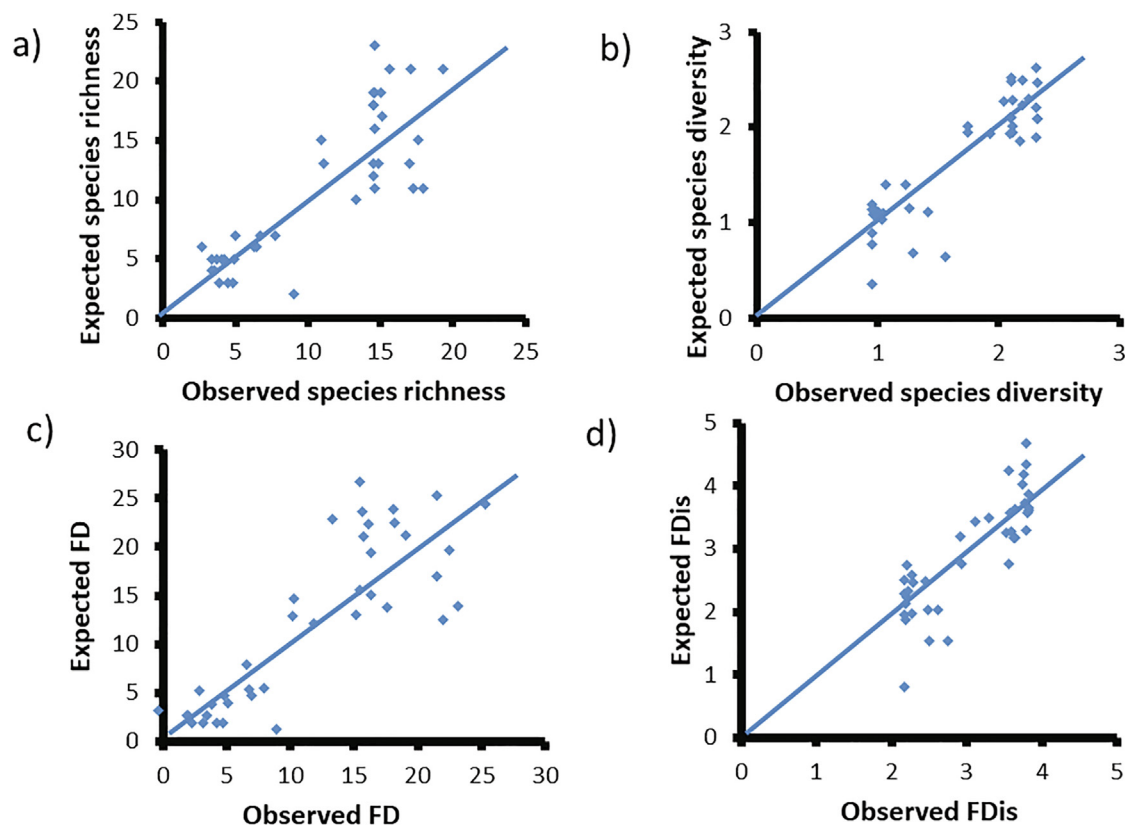 a)
Expected species richness
25
20
15
10
5
0
0 5 10 15 20 25
Observed species richness
b)
Expected species diversity
3
2
1
0
0 1 2 3
Observed species diversity
c)
Expected FD
30
25
20
15
10
5
0
0 5 10 15 20 25 30
Observed FD
d)
Expected FDis
5
4
3
2
1
0
0 1 2 3 4 5
Observed FDis